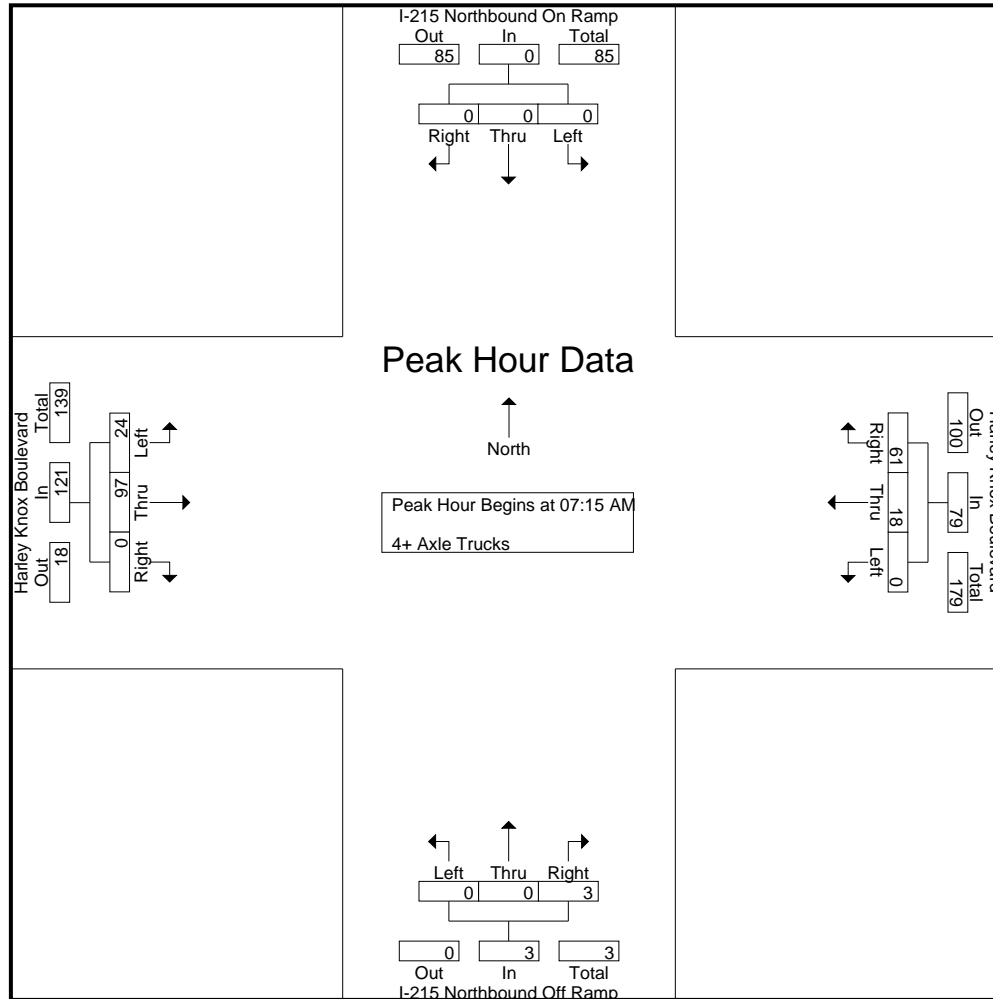 I-215 Northbound On Ramp
Out In Total
85 0 85
0 0 0
Right Thru Left
Peak Hour Data
North
Peak Hour Begins at 07:15 AM
4+ Axle Trucks
Harley Knox Boulevard
Total In Out
139 121 18
24 97 0
Left Thru Right
Harley Knox Boulevard
Out In Total
100 79 179
61 18 0
Right Thru Left
Left Thru Right
0 0 3
0 3 3
Out In Total
I-215 Northbound Off Ramp